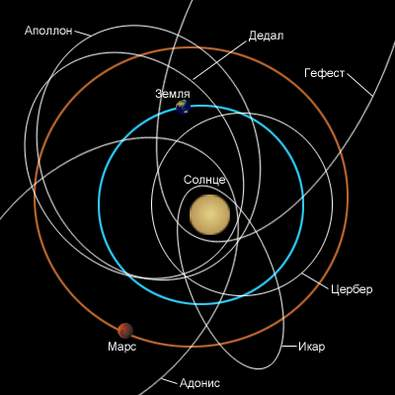 Аполлон
Дедал
Гефест
Земля
Солнце
Цербер
Марс
Икар
Адонис